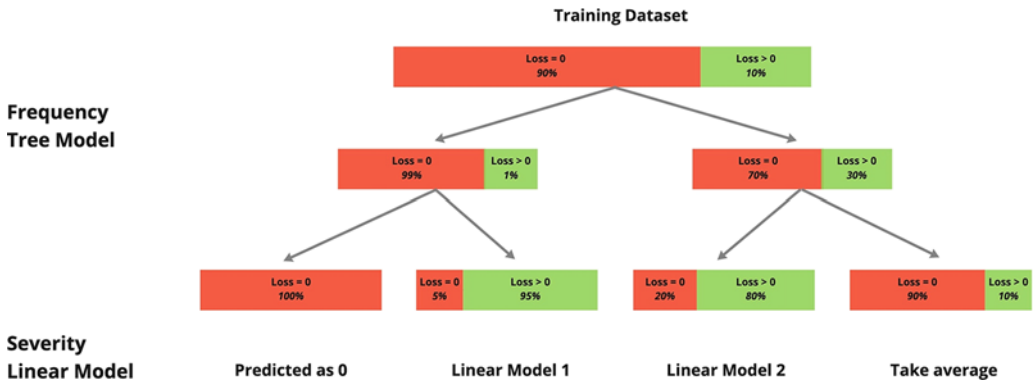 Training Dataset
Loss = 0 Loss > 0
90% 10%
Frequency
Tree Model
Loss = 0 Loss > 0 Loss = 0 Loss > 0
99% 1% 70% 30%
Loss = 0 Loss = 0 Loss > 0 Loss = 0 Loss > 0 Loss = 0 Loss > 0
100% 5% 95% 20% 80% 90% 10%
Severity
Linear Model Predicted as 0 Linear Model 1 Linear Model 2 Take average